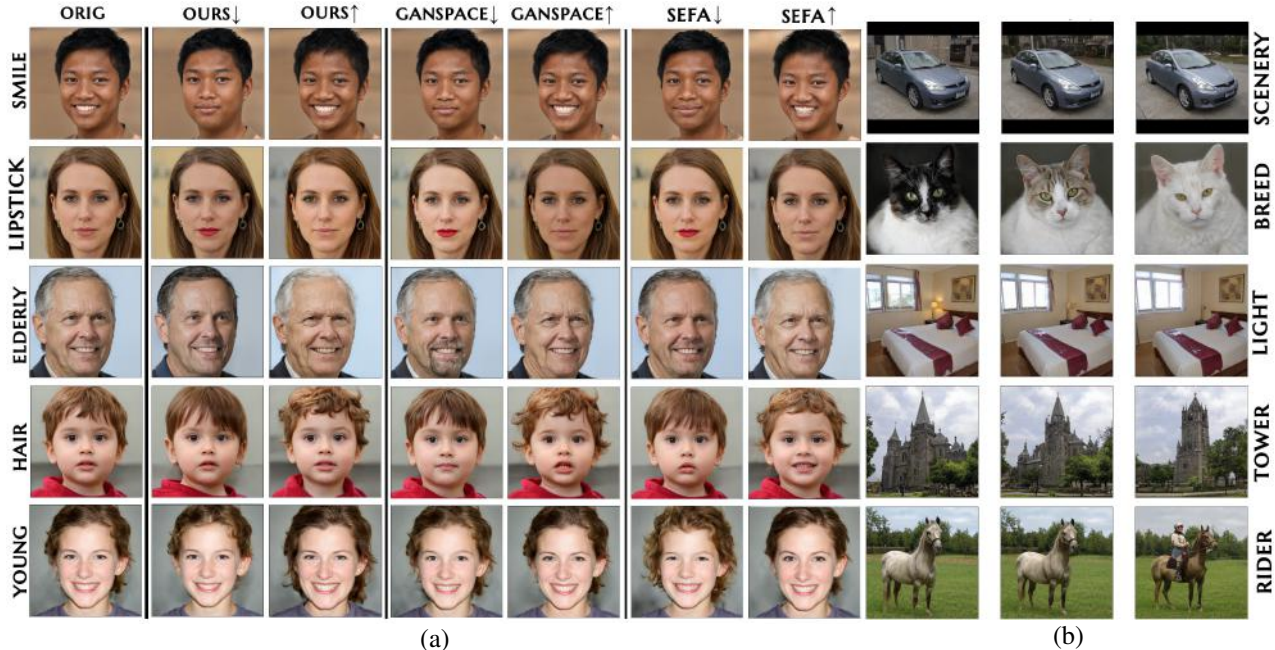 ORIG OURS↓ OURS↑ GANSPACE↓ GANSPACE↑ SEFA↓ SEFA↑
SMILE
LIPSTICK
ELDERLY
HAIR
YOUNG
SCENERY
BREED
LIGHT
TOWER
RIDER
(a) (b)